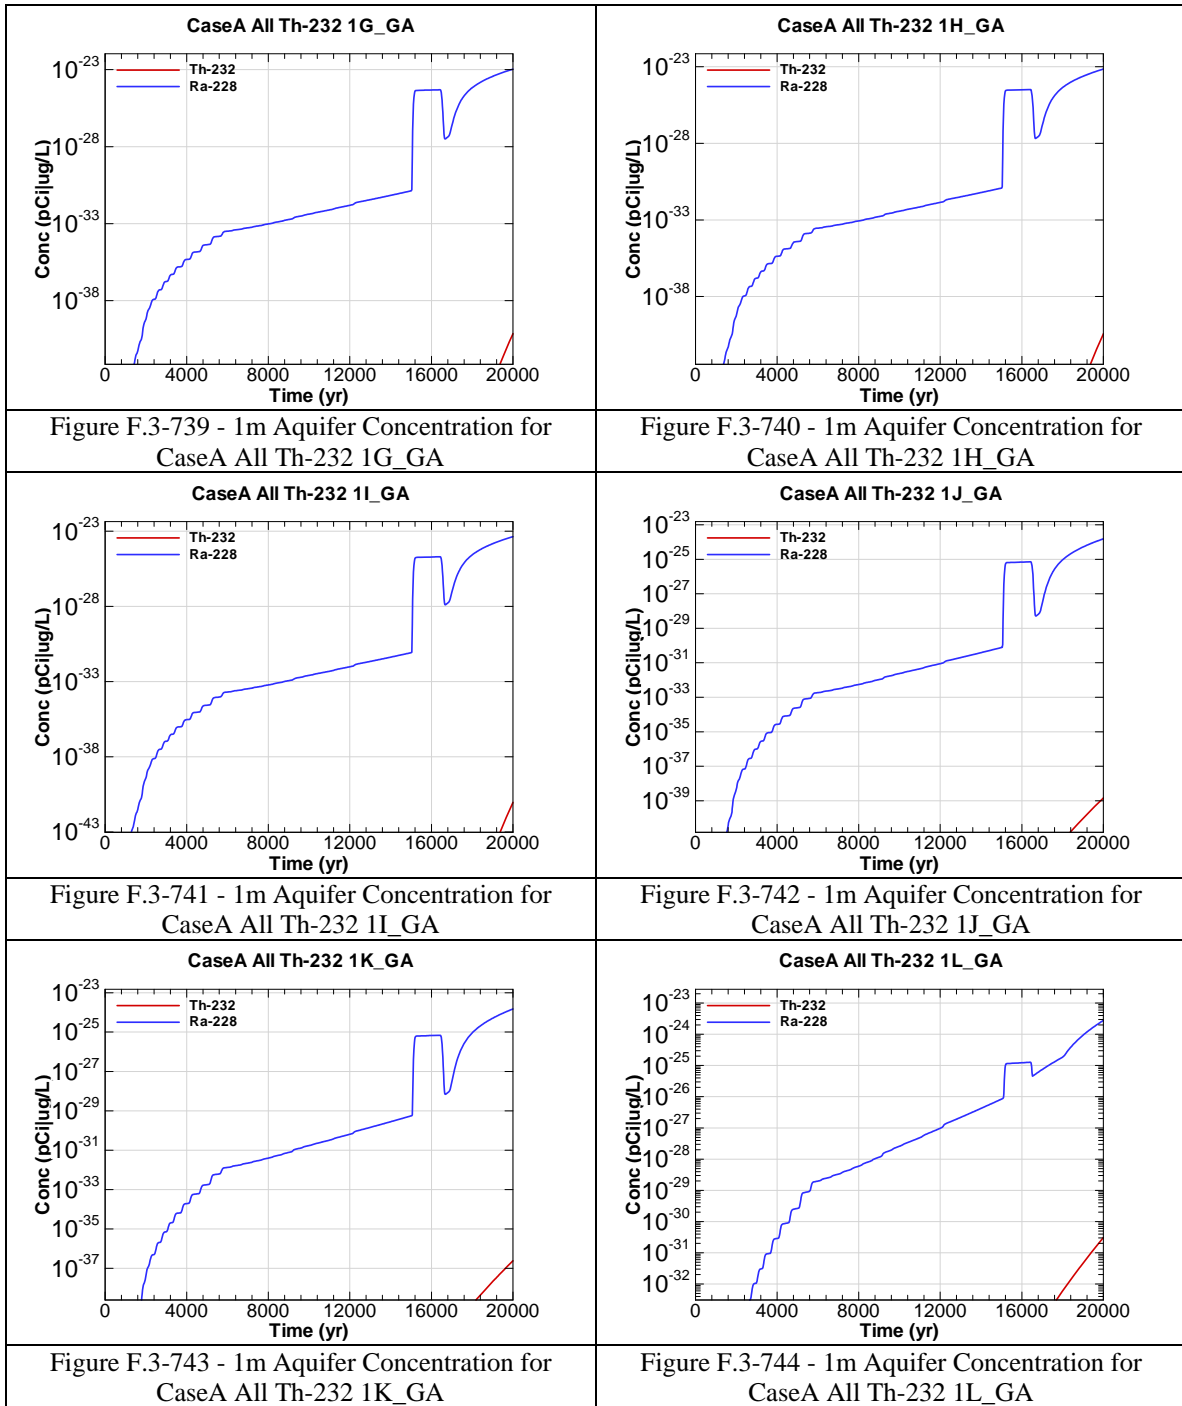 CaseA All Th-232 1G_GA
10-23
Th-232
Ra-228
10-28
10-33
10-38
Conc (pCi|ug/L)
0 4000 8000 12000 16000 20000
Time (yr)
Figure F.3-739 - 1m Aquifer Concentration for
CaseA All Th-232 1G_GA
CaseA All Th-232 1H_GA
10-23
Th-232
Ra-228
10-28
10-33
10-38
Conc (pCi|ug/L)
0 4000 8000 12000 16000 20000
Time (yr)
Figure F.3-740 - 1m Aquifer Concentration for
CaseA All Th-232 1H_GA
CaseA All Th-232 1I_GA
10-23
Th-232
Ra-228
10-28
10-33
10-38
10-43
Conc (pCi|ug/L)
0 4000 8000 12000 16000 20000
Time (yr)
Figure F.3-741 - 1m Aquifer Concentration for
CaseA All Th-232 1I_GA
CaseA All Th-232 1J_GA
10-23
Th-232
Ra-228
10-25
10-27
10-29
10-31
10-33
10-35
10-37
10-39
Conc (pCi|ug/L)
0 4000 8000 12000 16000 20000
Time (yr)
Figure F.3-742 - 1m Aquifer Concentration for
CaseA All Th-232 1J_GA
CaseA All Th-232 1K_GA
10-23
Th-232
Ra-228
10-25
10-27
10-29
10-31
10-33
10-35
10-37
Conc (pCi|ug/L)
0 4000 8000 12000 16000 20000
Time (yr)
Figure F.3-743 - 1m Aquifer Concentration for
CaseA All Th-232 1K_GA
CaseA All Th-232 1L_GA
10-23
Th-232
Ra-228
10-24
10-25
10-26
10-27
10-28
10-29
10-30
10-31
10-32
Conc (pCi|ug/L)
0 4000 8000 12000 16000 20000
Time (yr)
Figure F.3-744 - 1m Aquifer Concentration for
CaseA All Th-232 1L_GA